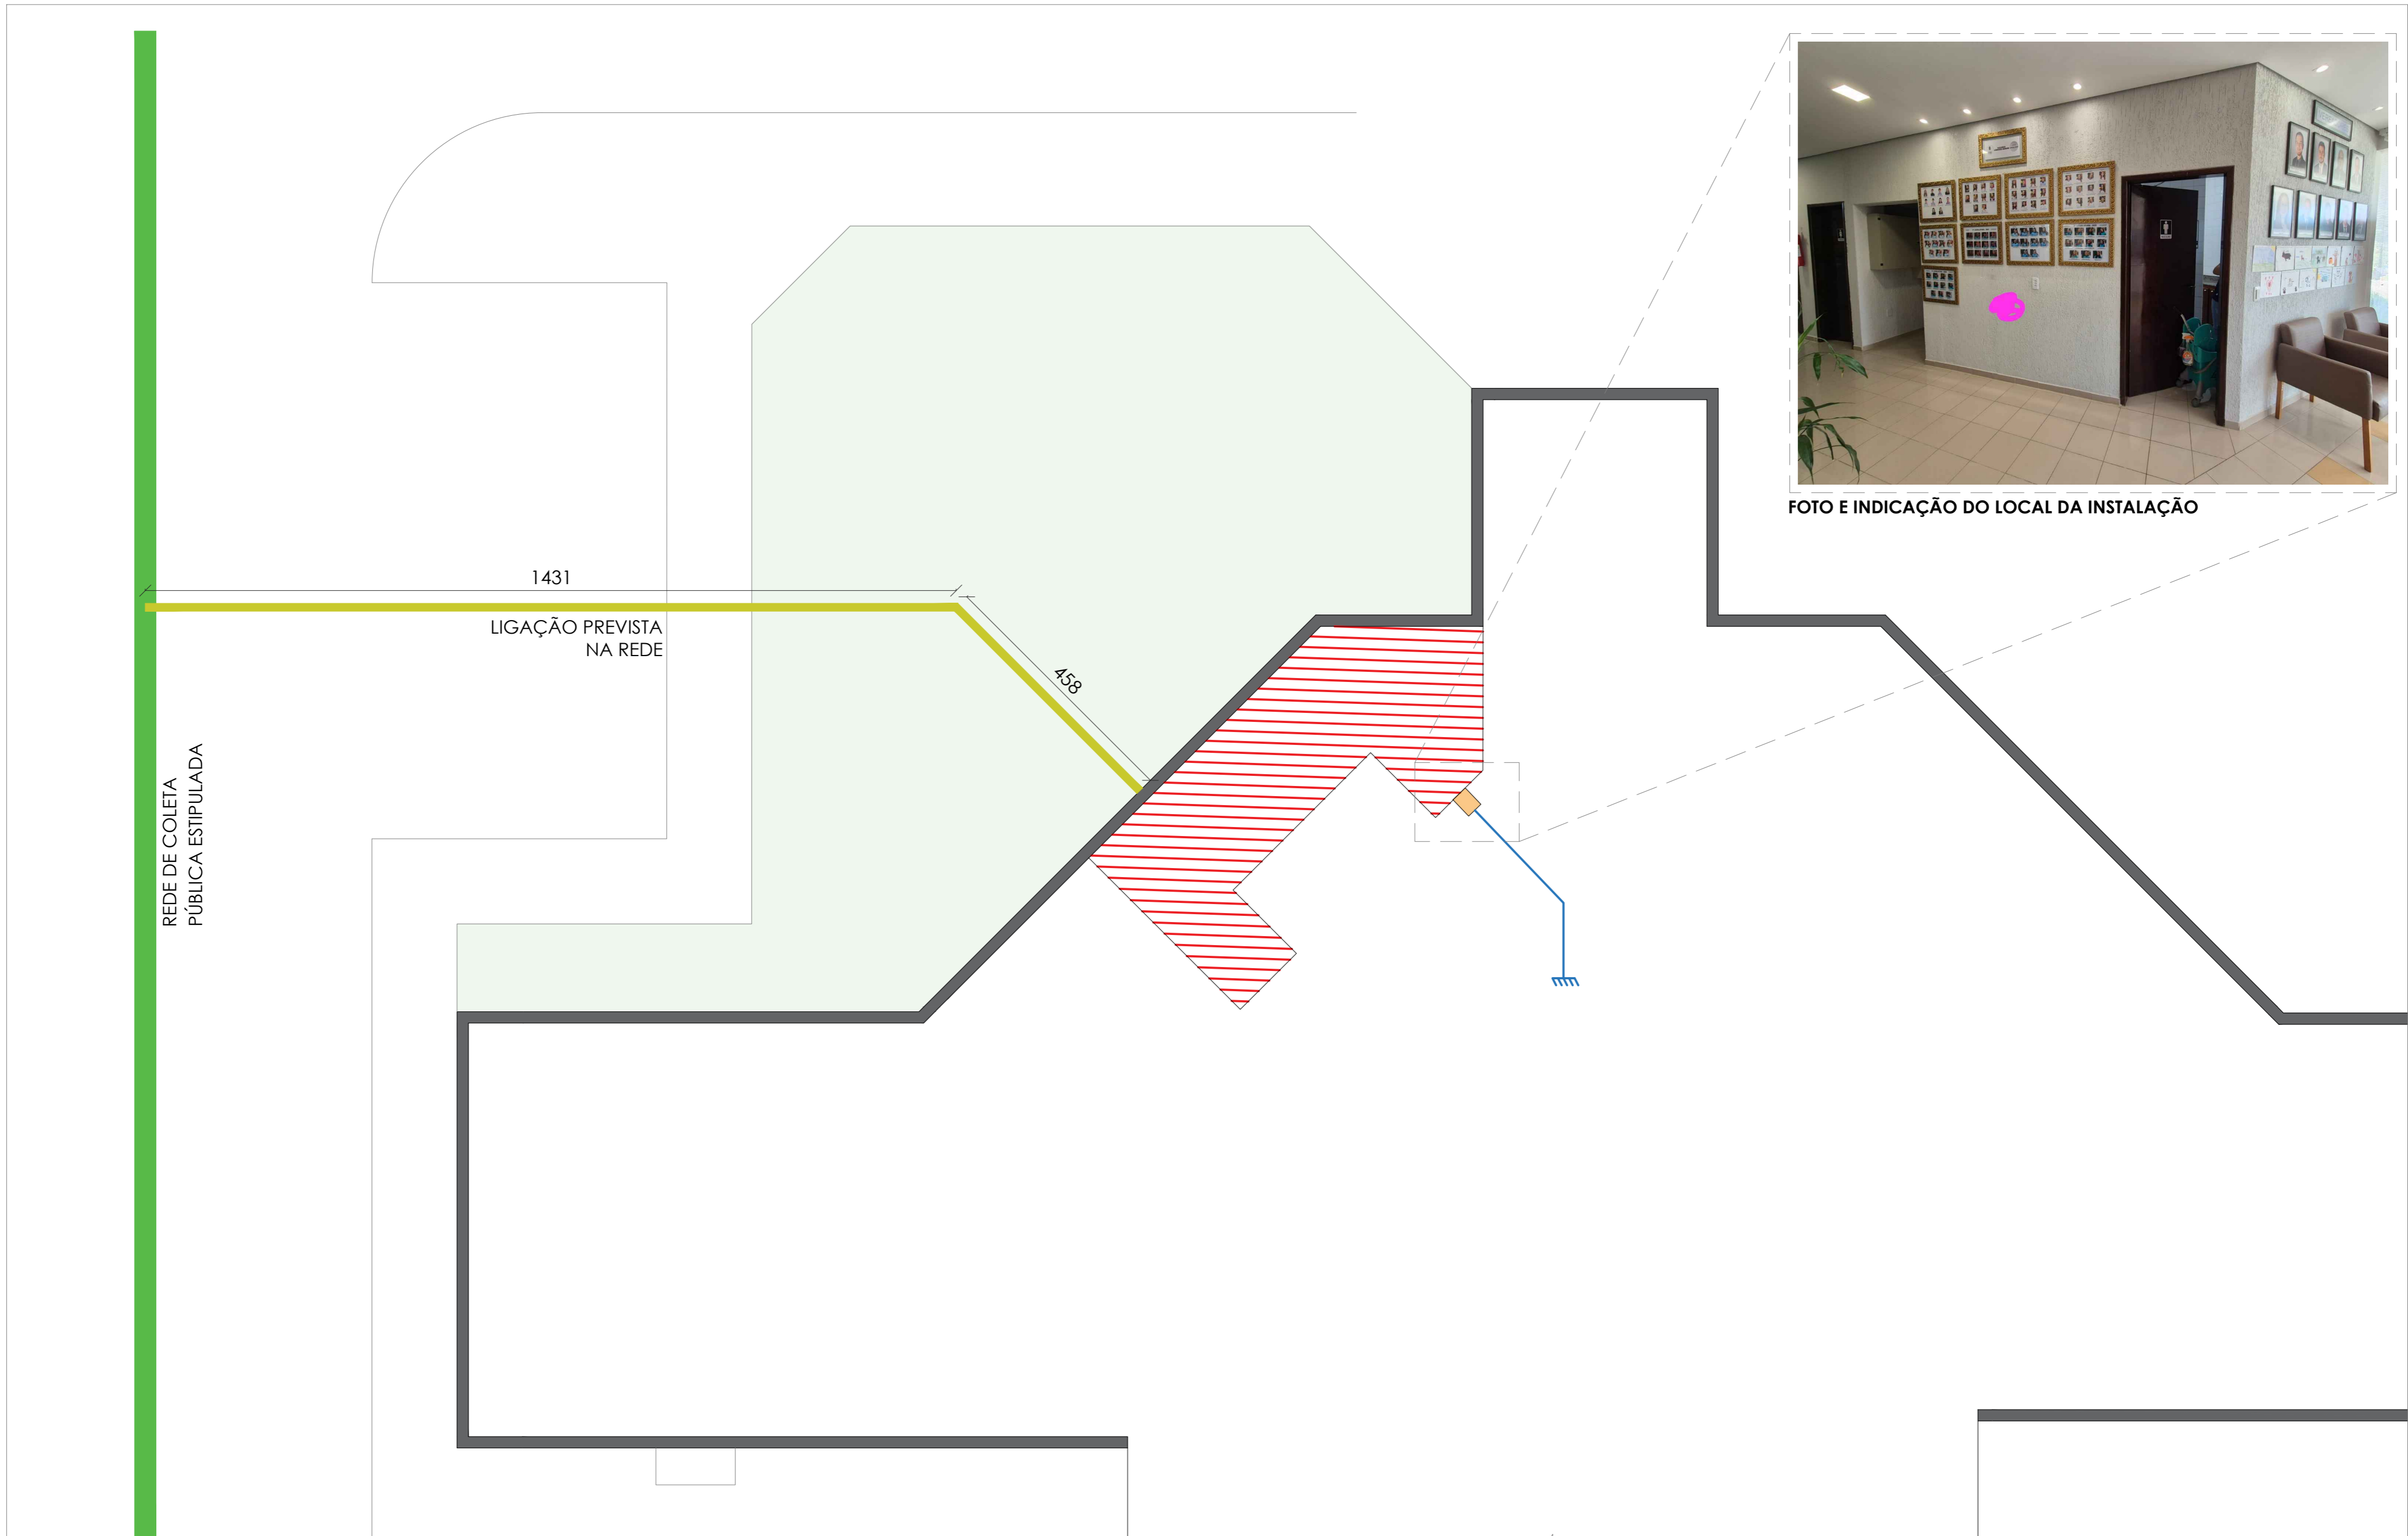 FOTO E INDICAÇÃO DO LOCAL DA INSTALAÇÃO
1431
LIGAÇÃO PREVISTA
NA REDE
458
REDE DE COLETA
PÚBLICA ESTIPULADA